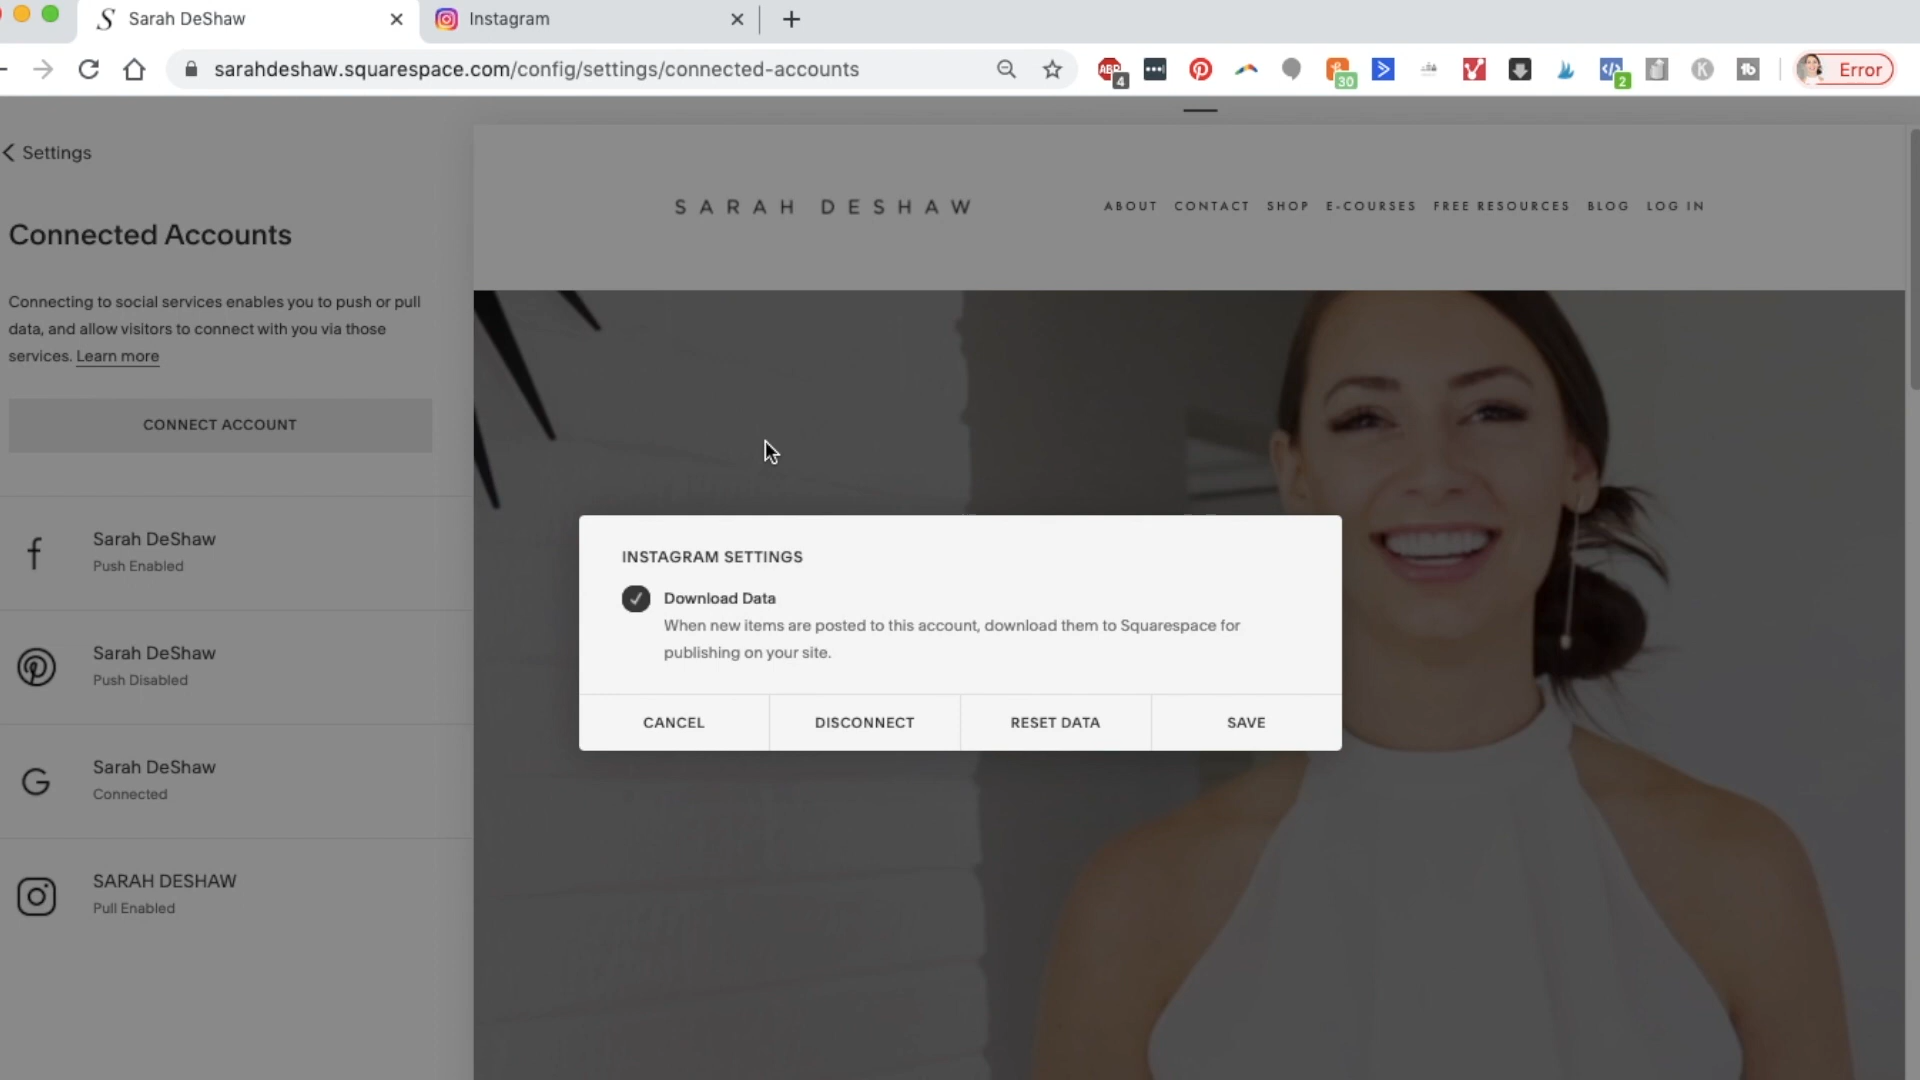 Sarah DeShaw
Instagram
sarahdeshaw.squarespace.com/config/settings/connected-accounts
ABP
4
30
2
K
Error
Settings
Connected Accounts
Connecting to social services enables you to push or pull
data, and allow visitors to connect with you via those
services. Learn more
CONNECT ACCOUNT
Sarah DeShaw
Push Enabled
Sarah DeShaw
Push Disabled
Sarah DeShaw
Connected
SARAH DESHAW
Pull Enabled
SARAH DESHAW
ABOUT CONTACT SHOP E-COURSES FREE RESOURCES BLOG LOG IN
INSTAGRAM SETTINGS
Download Data
When new items are posted to this account, download them to Squarespace for
publishing on your site.
CANCEL DISCONNECT RESET DATA SAVE